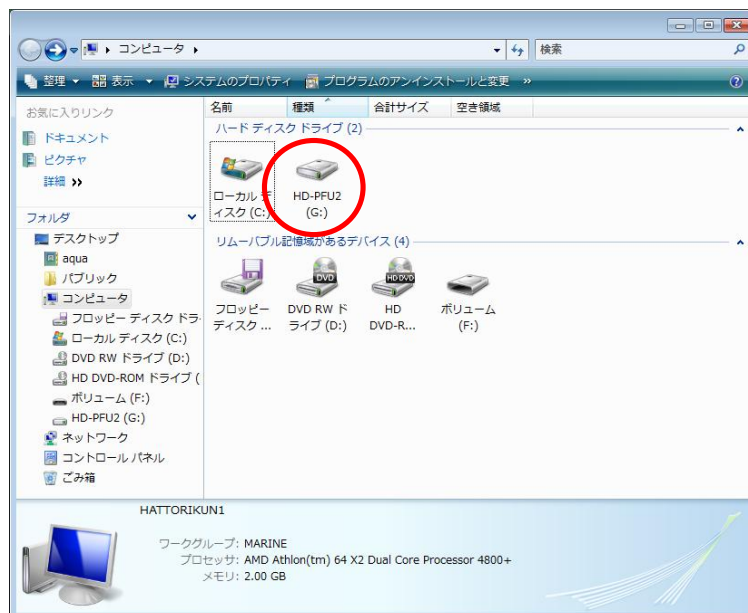 コンピュータ
検索
整理 表示 システムのプロパティ プログラムのアンインストールと変更 »
お気に入りリンク
ドキュメント
ピクチャ
詳細 »
フォルダ
デスクトップ
aqua
パブリック
コンピュータ
フロッピー ディスク ドラ
ローカル ディスク (C:)
DVD RW ドライブ (D:)
HD DVD-ROM ドライブ (
ボリューム (F:)
HD-PFU2 (G:)
ネットワーク
コントロール パネル
ごみ箱
名前 種類 合計サイズ 空き領域
ハード ディスク ドライブ (2)
ローカル デ
ィスク (C:)
HD-PFU2
(G:)
リムーバブル記憶域があるデバイス (4)
DVD
HD DVD
フロッピー
ディスク ...
DVD RW ド
ライブ (D:)
HD
DVD-R...
ボリューム
(F:)
HATTORIKUN1
ワークグループ: MARINE
プロセッサ: AMD Athlon(tm) 64 X2 Dual Core Processor 4800+
メモリ: 2.00 GB